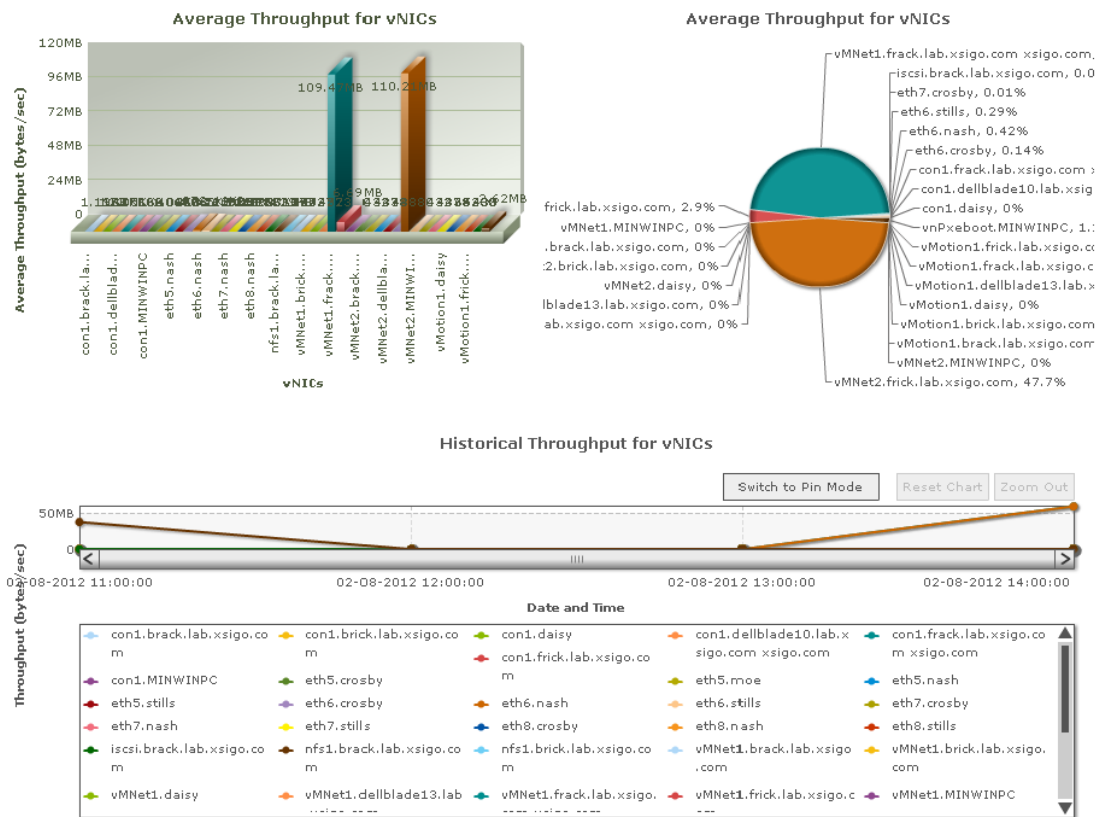 Average Throughput for vNICs
Average Throughput (bytes/sec)
120MB
96MB
72MB
48MB
24MB
0
110.21MB
6.69MB
2.62MB
con1.brack.la...
con1.dellblad...
con1.MINWINPC
eth5.nash
eth6.nash
eth7.nash
eth8.nash
nfs1.brack.la...
vMNet1.brick....
vMNet1.frack....
vMNet2.brack....
vMNet2.dellbla...
vMNet2.MINWI...
vMotion1.daisy
vMotion1.frick....
vNICs
Average Throughput for vNICs
vMNet1.frack.lab.xsigo.com xsigo.com,
iscsi.brack.lab.xsigo.com, 0.0
eth7.crosby, 0.01%
eth6.stills, 0.29%
eth6.nash, 0.42%
eth6.crosby, 0.14%
con1.frack.lab.xsigo.com
con1.dellblade10.lab.xsig
con1.daisy, 0%
vnPxeboot.MINWINPC, 1.
vMotion1.frick.lab.xsigo.com
vMotion1.frack.lab.xsigo.com
vMotion1.dellblade13.lab.x
vMotion1.daisy, 0%
vMotion1.brick.lab.xsigo.com
vMotion1.brack.lab.xsigo.com
vMNet2.MINWINPC, 0%
vMNet2.frick.lab.xsigo.com, 47.7%
frick.lab.xsigo.com, 2.9%
vMNet1.MINWINPC, 0%
.brack.lab.xsigo.com, 0%
2.brick.lab.xsigo.com, 0%
vMNet2.daisy, 0%
lblade13.lab.xsigo.com, 0%
ab.xsigo.com xsigo.com, 0%
Historical Throughput for vNICs
Switch to Pin Mode
Reset Chart
Zoom Out
Throughput (bytes/sec)
50MB
0
02-08-2012 11:00:00
02-08-2012 12:00:00
02-08-2012 13:00:00
02-08-2012 14:00:00
Date and Time
con1.brack.lab.xsigo.co
m
con1.brick.lab.xsigo.co
m
con1.daisy
con1.dellblade10.lab.x
sigo.com xsigo.com
con1.frack.lab.xsigo.co
m xsigo.com
con1.frick.lab.xsigo.co
m
con1.MINWINPC
eth5.crosby
eth5.moe
eth5.nash
eth5.stills
eth6.crosby
eth6.nash
eth6.stills
eth7.crosby
eth7.nash
eth7.stills
eth8.crosby
eth8.nash
eth8.stills
iscsi.brack.lab.xsigo.co
m
nfs1.brack.lab.xsigo.co
m
nfs1.brick.lab.xsigo.co
m
vMNet1.brack.lab.xsigo
.com
vMNet1.brick.lab.xsigo.
com
vMNet1.daisy
vMNet1.dellblade13.lab
vMNet1.frack.lab.xsigo.
vMNet1.frick.lab.xsigo.c
vMNet1.MINWINPC